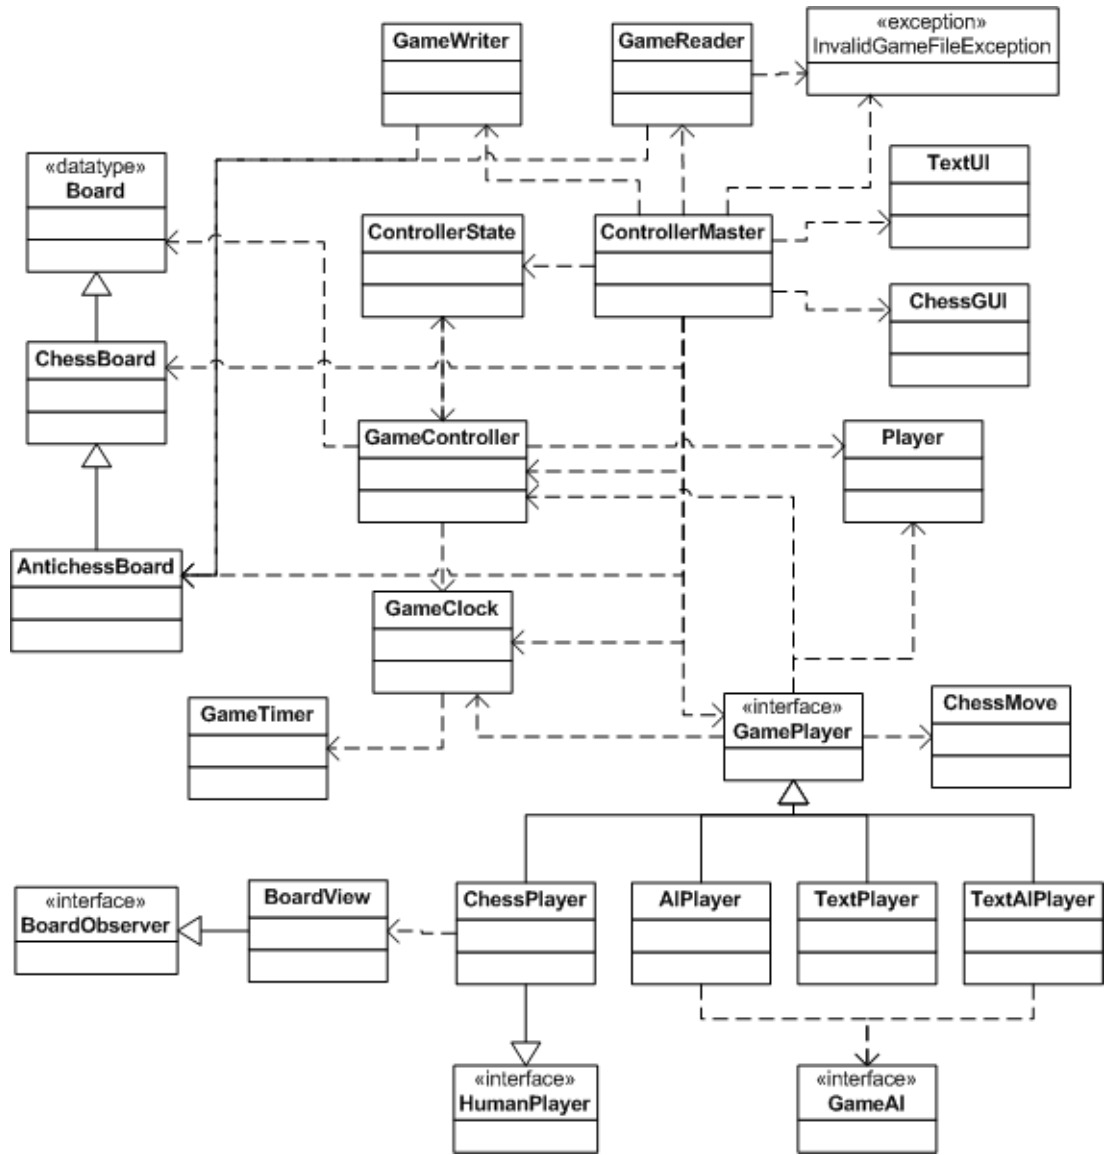 GameWriter
GameReader
«exception»
InvalidGameFileException
«datatype»
Board
TextUI
ControllerState
ControllerMaster
ChessGUI
ChessBoard
GameController
Player
AntichessBoard
GameClock
GameTimer
«interface»
GamePlayer
ChessMove
«interface»
BoardObserver
BoardView
ChessPlayer
AIPlayer
TextPlayer
TextAIPlayer
«interface»
HumanPlayer
«interface»
GameAI